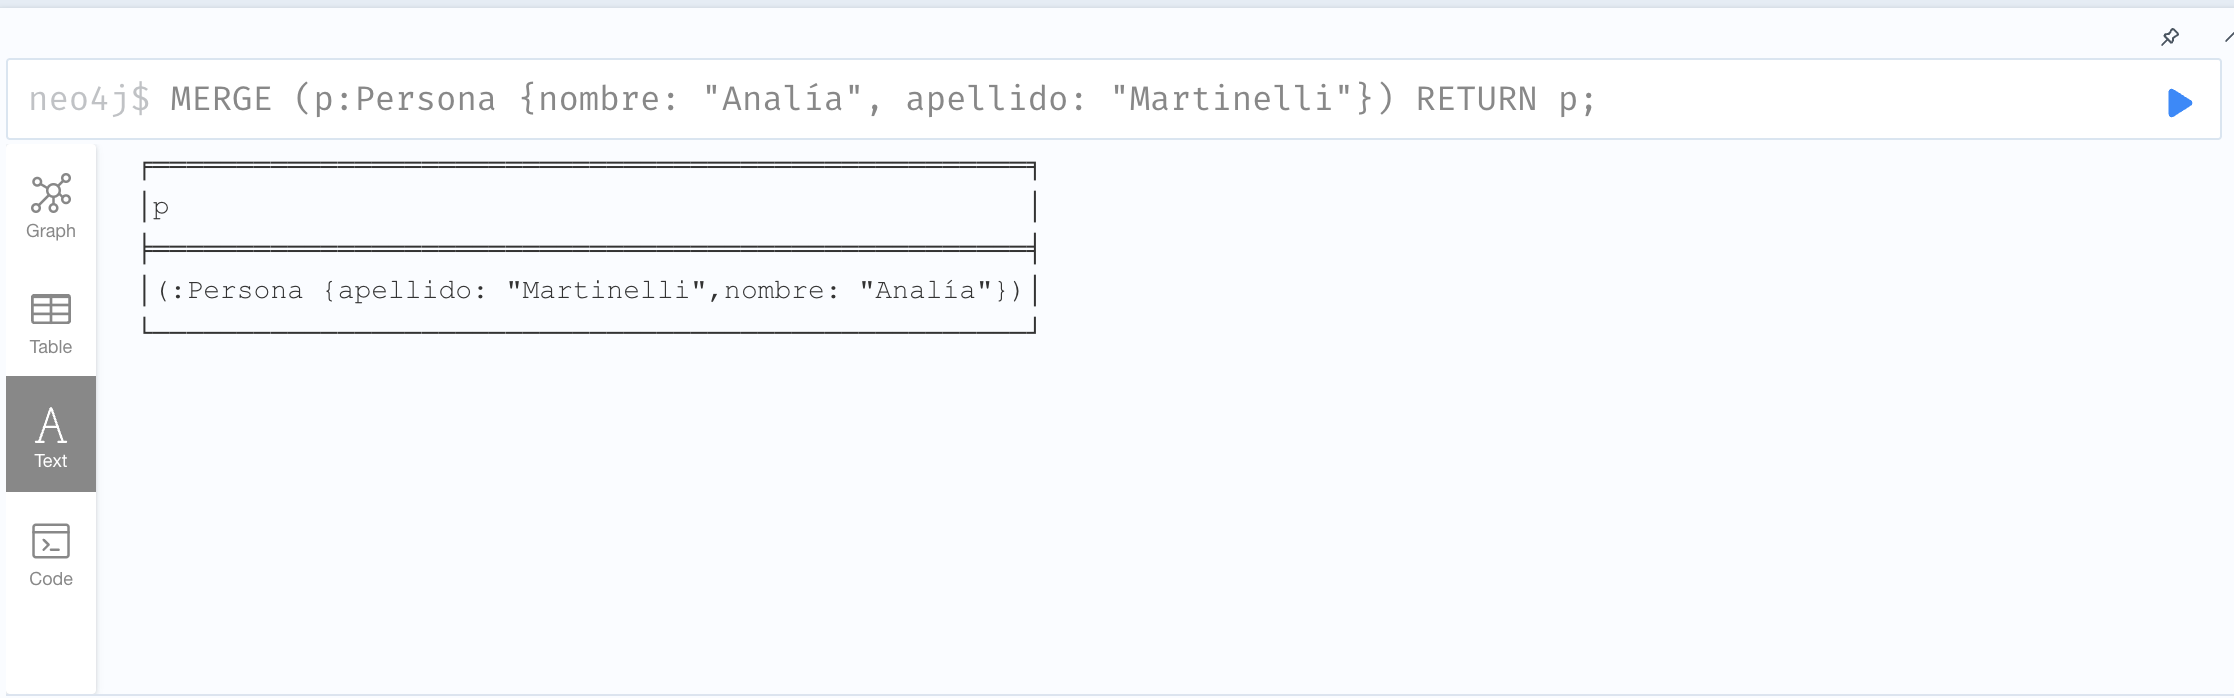 neo4j$ MERGE (p:Persona {nombre: "Analía", apellido: "Martinelli"}) RETURN p;
Graph
Table
Text
Code
p
(:Persona {apellido: "Martinelli",nombre: "Analía"})